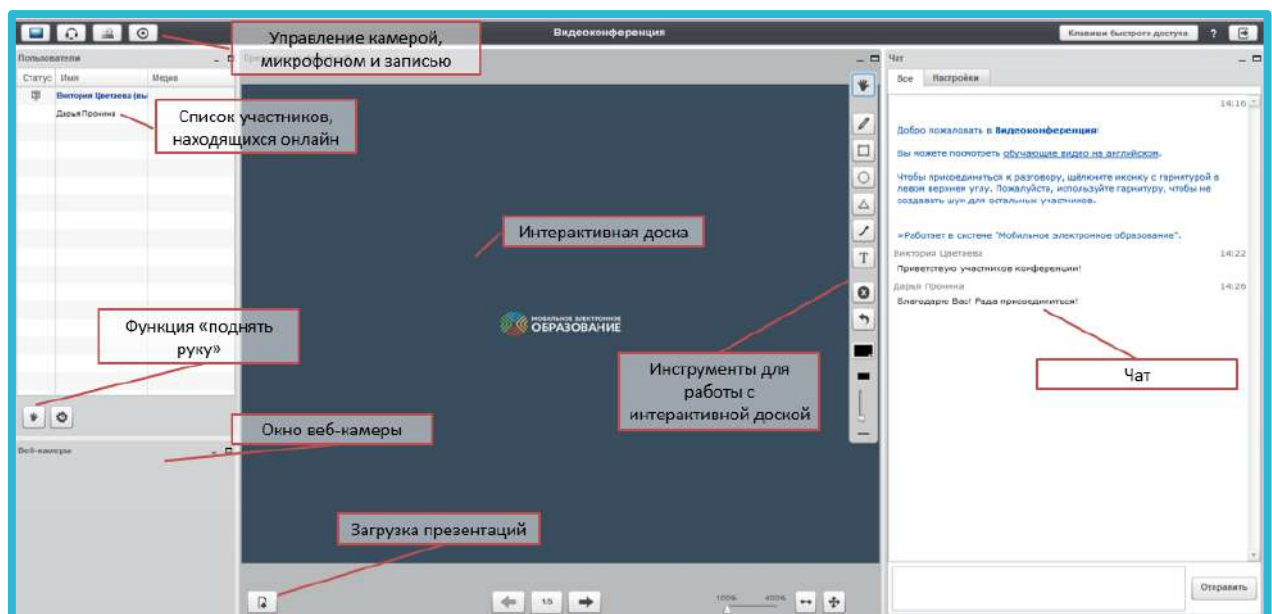 Видеоконференция
Клавиши быстрого доступа
?
Управление камерой,
микрофоном и записью
Пользователи
Статус Имя Медиа
Виктория Цветаева (вы
Дарья Пронина
Список участников,
находящихся онлайн
Функция «поднять
руку»
Веб-камеры
Окно веб-камеры
Интерактивная доска
МОБИЛЬНОЕ ЭЛЕКТРОННОЕ
ОБРАЗОВАНИЕ
Инструменты для
работы с
интерактивной доской
T
Загрузка презентаций
1/5
100% 400%
Чат
Все Настройки
14:16
Добро пожаловать в Видеоконференция!
Вы можете посмотреть обучающие видео на английском.
Чтобы присоединиться к разговору, щёлкните иконку с гарнитурой в
левом верхнем углу. Пожалуйста, используйте гарнитуру, чтобы не
создавать шум для остальных участников.
»Работает в системе "Мобильное электронное образование".
Виктория Цветаева 14:22
Приветствую участников конференции!
Дарья Пронина 14:26
Благодарю Вас! Рада присоединиться!
Чат
Отправить